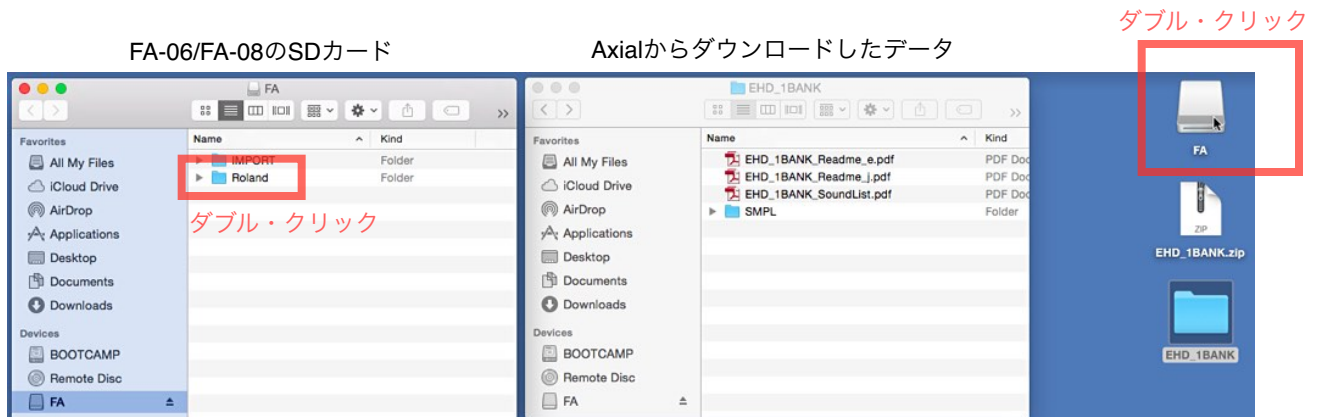 ダブル・クリック
FA-06/FA-08のSDカード
Axialからダウンロードしたデータ
FA
Favorites
All My Files
iCloud Drive
AirDrop
Applications
Desktop
Documents
Downloads
Devices
BOOTCAMP
Remote Disc
FA
Name
Kind
IMPORT
Folder
Roland
Folder
ダブル・クリック
EHD_1BANK
Favorites
All My Files
iCloud Drive
AirDrop
Applications
Desktop
Documents
Downloads
Devices
BOOTCAMP
Remote Disc
FA
Name
Kind
EHD_1BANK_Readme_e.pdf
PDF Doc
EHD_1BANK_Readme_j.pdf
PDF Doc
EHD_1BANK_SoundList.pdf
PDF Doc
SMPL
Folder
FA
ZIP
EHD_1BANK.zip
EHD_1BANK